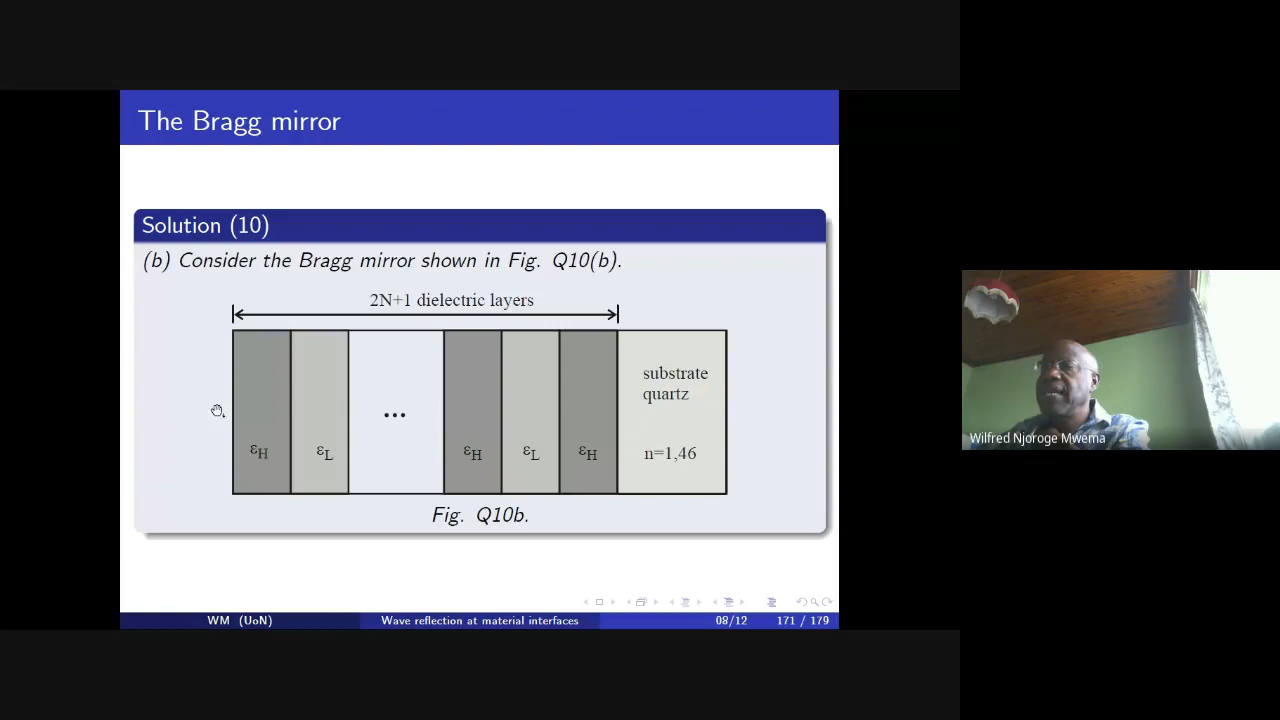 The Bragg mirror
Solution (10)
(b) Consider the Bragg mirror shown in Fig. Q10(b).
2N+1 dielectric layers
substrate
quartz
...
εH εL εH εL εH n=1,46
Fig. Q10b.
WM (UoN) Wave reflection at material interfaces 08/12 171 / 179
Wilfred Njoroge Mwema